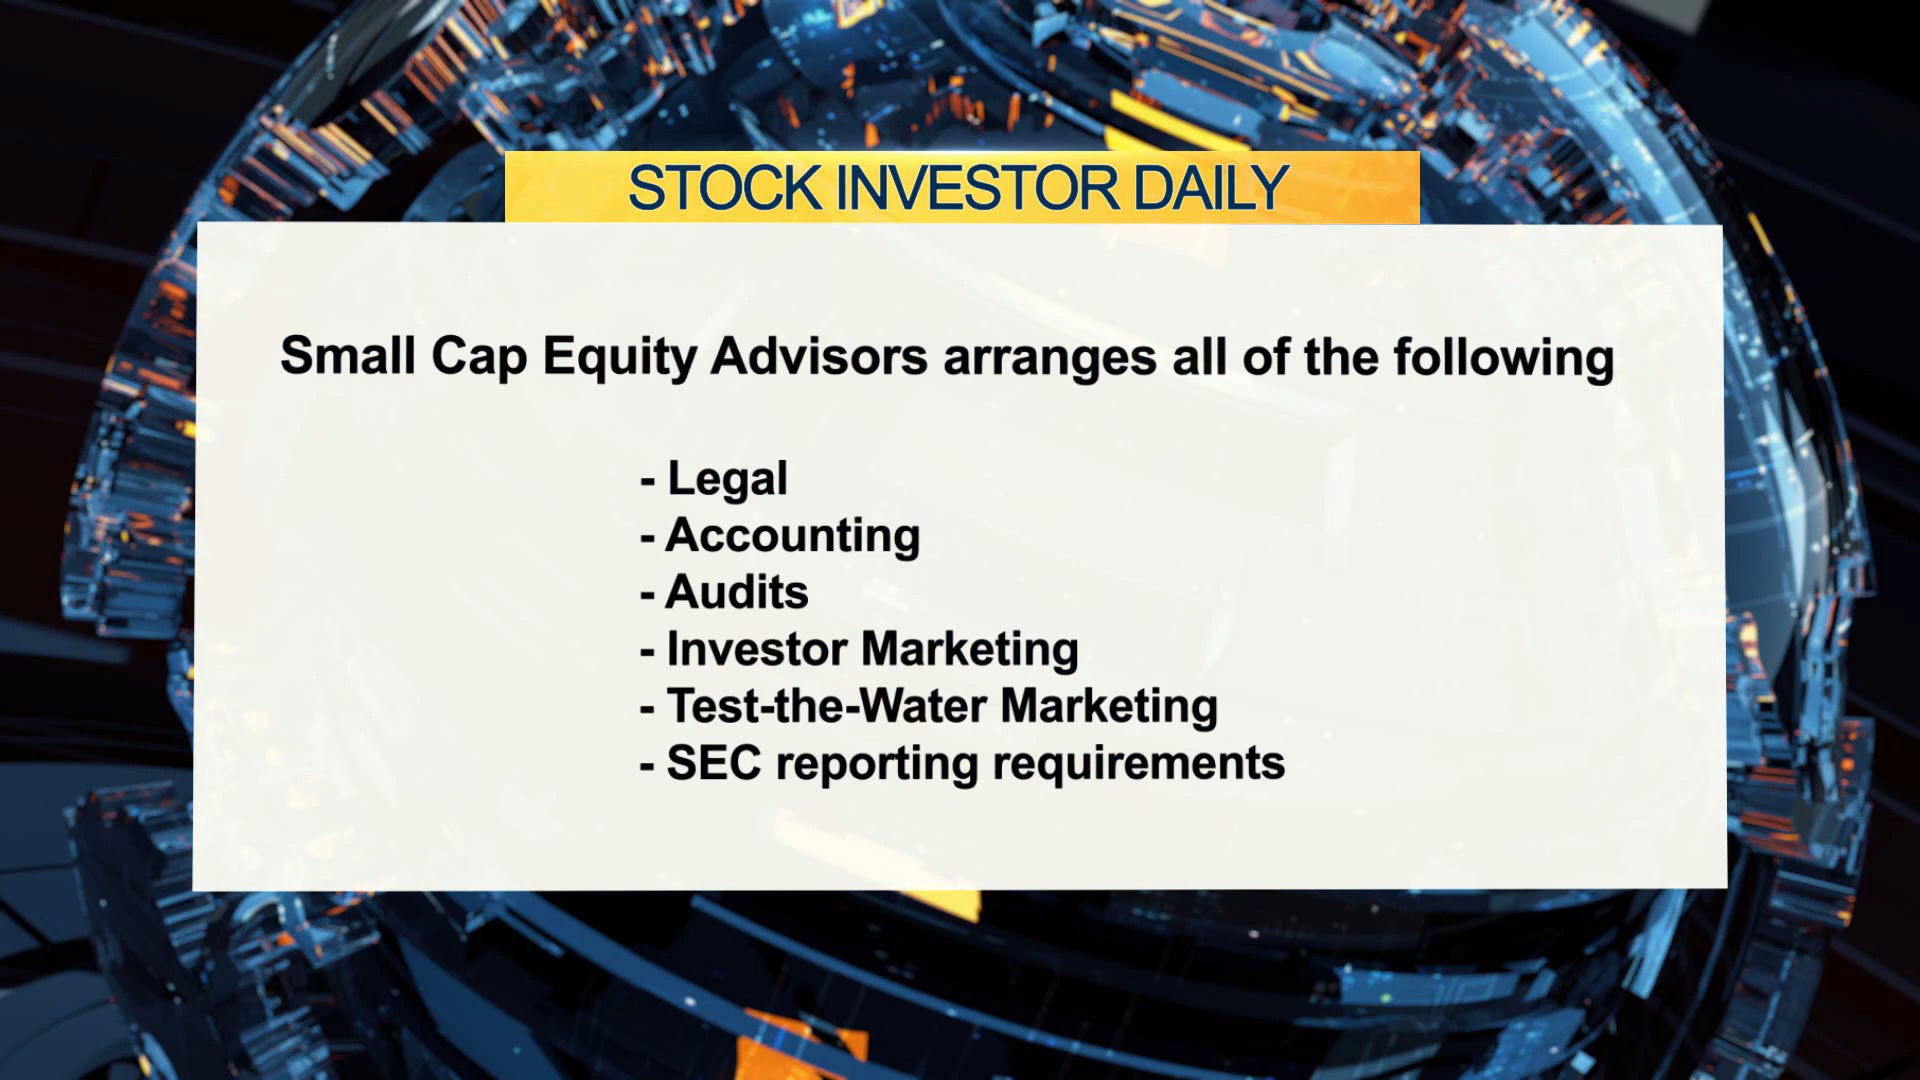 STOCK INVESTOR DAILY
Small Cap Equity Advisors arranges all of the following
- Legal
- Accounting
- Audits
- Investor Marketing
- Test-the-Water Marketing
- SEC reporting requirements